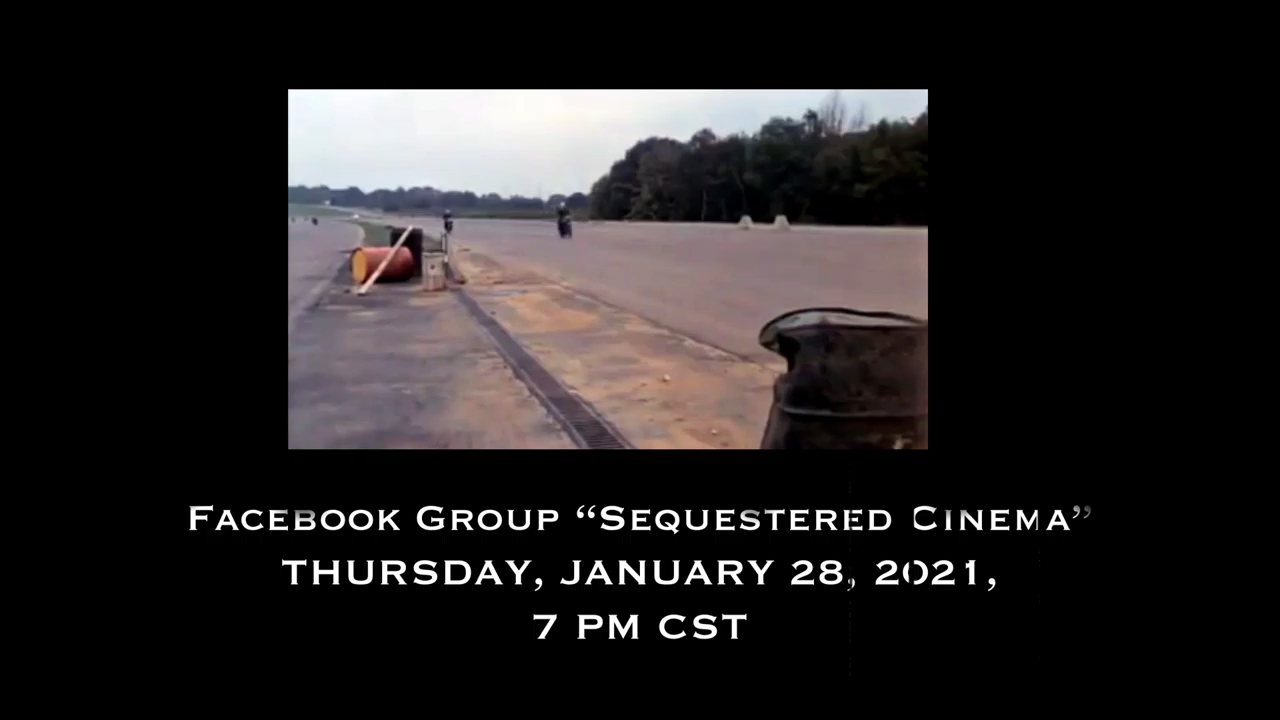 Facebook Group “Sequestered Cinema”
THURSDAY, JANUARY 28, 2021,
7 PM CST